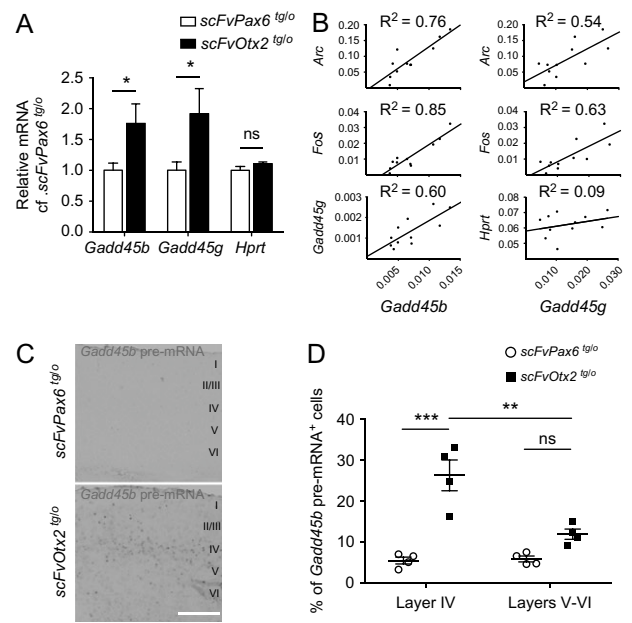 A
scFvPax6 tg/o
scFvOtx2 tg/o
Relative mRNA
cf .scFvPax6 tg/o
2.5
2.0
1.5
1.0
0.5
0.0
*
*
ns
Gadd45b
Gadd45g
Hprt
B
R² = 0.76
Arc
0.15
0.10
0.05
R² = 0.54
Arc
0.15
0.10
0.05
R² = 0.85
Fos
0.04
0.03
0.02
0.01
R² = 0.63
Fos
0.04
0.03
0.02
0.01
R² = 0.60
Gadd45g
0.003
0.002
0.001
R² = 0.09
Hprt
0.08
0.07
0.06
0.05
0.005
0.010
0.015
Gadd45b
0.010
0.020
0.030
Gadd45g
C
scFvPax6 tg/o
Gadd45b pre-mRNA
I
II/III
IV
V
VI
scFvOtx2 tg/o
Gadd45b pre-mRNA
I
II/III
IV
V
VI
D
scFvPax6 tg/o
scFvOtx2 tg/o
% of Gadd45b pre-mRNA⁺ cells
40
30
20
10
0
***
**
ns
Layer IV
Layers V-VI